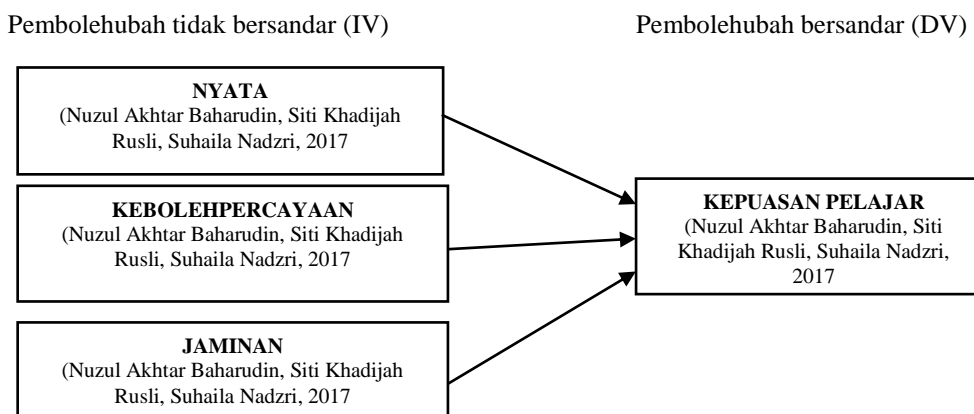 Pembolehubah tidak bersandar (IV)
Pembolehubah bersandar (DV)
NYATA
(Nuzul Akhtar Baharudin, Siti Khadijah
Rusli, Suhaila Nadzri, 2017
KEBOLEHPERCAYAAN
(Nuzul Akhtar Baharudin, Siti Khadijah
Rusli, Suhaila Nadzri, 2017
JAMINAN
(Nuzul Akhtar Baharudin, Siti Khadijah
Rusli, Suhaila Nadzri, 2017
KEPUASAN PELAJAR
(Nuzul Akhtar Baharudin, Siti
Khadijah Rusli, Suhaila Nadzri,
2017